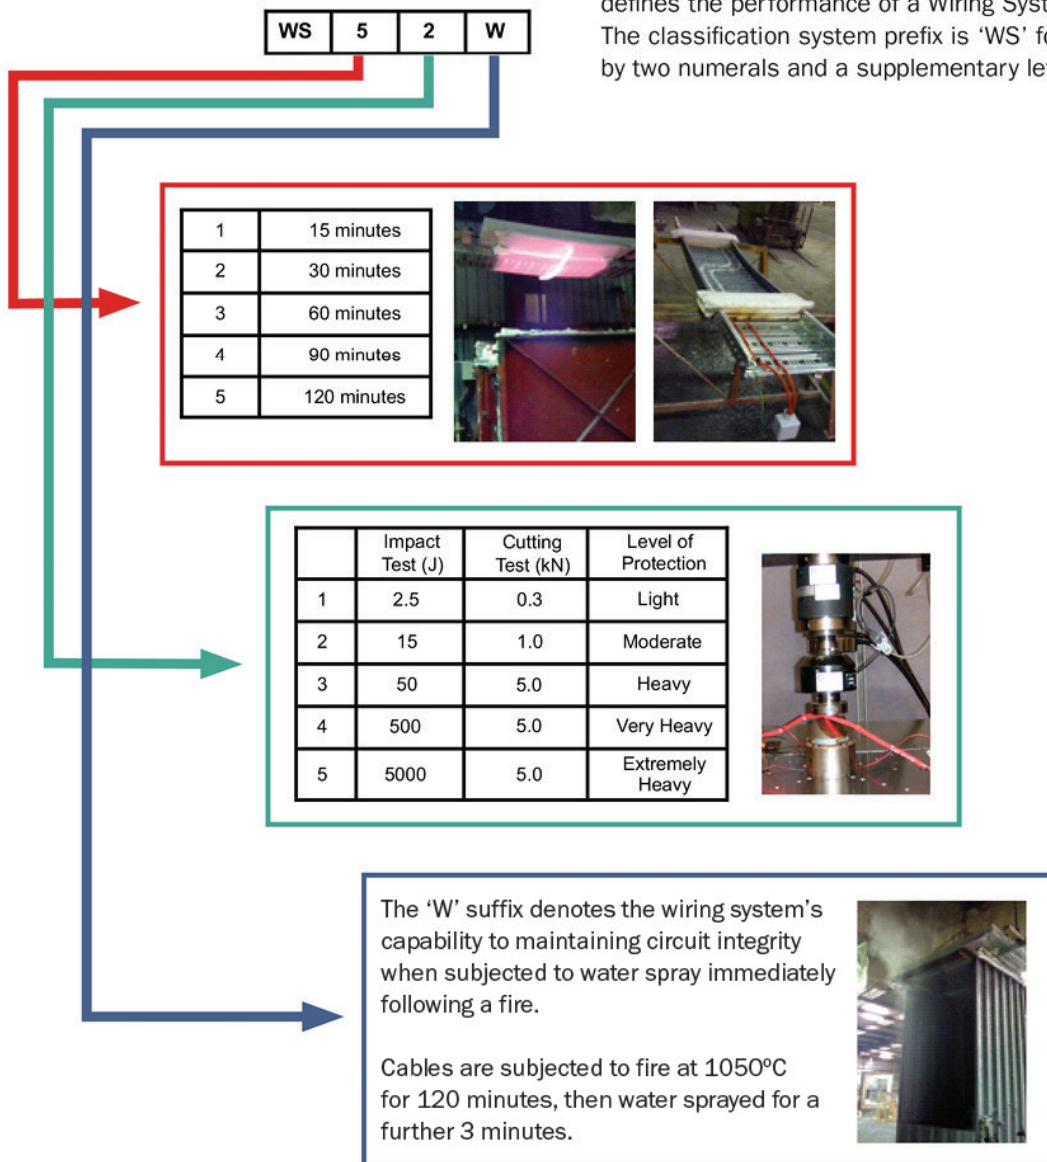 defines the performance of a Wiring Syst
The classification system prefix is ‘WS’ fo
by two numerals and a supplementary le
WS 5 2 W
1 15 minutes
2 30 minutes
3 60 minutes
4 90 minutes
5 120 minutes
Impact Test (J) Cutting Test (kN) Level of Protection
1 2.5 0.3 Light
2 15 1.0 Moderate
3 50 5.0 Heavy
4 500 5.0 Very Heavy
5 5000 5.0 Extremely Heavy
The ‘W’ suffix denotes the wiring system’s
capability to maintaining circuit integrity
when subjected to water spray immediately
following a fire.
Cables are subjected to fire at 1050ºC
for 120 minutes, then water sprayed for a
further 3 minutes.